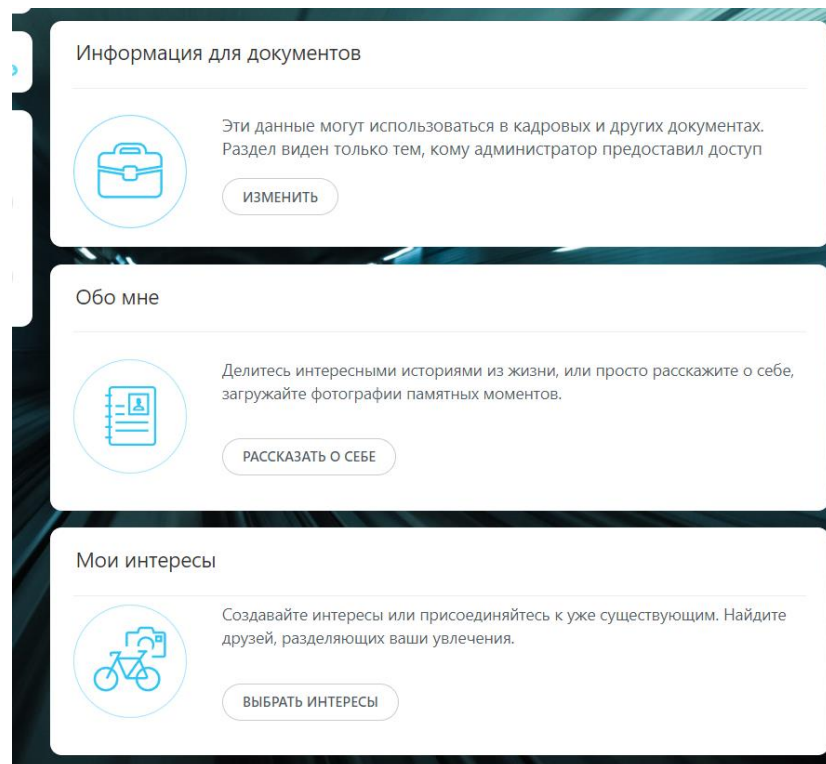 Информация для документов
Эти данные могут использоваться в кадровых и других документах.
Раздел виден только тем, кому администратор предоставил доступ
ИЗМЕНИТЬ
Обо мне
Делитесь интересными историями из жизни, или просто расскажите о себе,
загружайте фотографии памятных моментов.
РАССКАЗАТЬ О СЕБЕ
Мои интересы
Создавайте интересы или присоединяйтесь к уже существующим. Найдите
друзей, разделяющих ваши увлечения.
ВЫБРАТЬ ИНТЕРЕСЫ